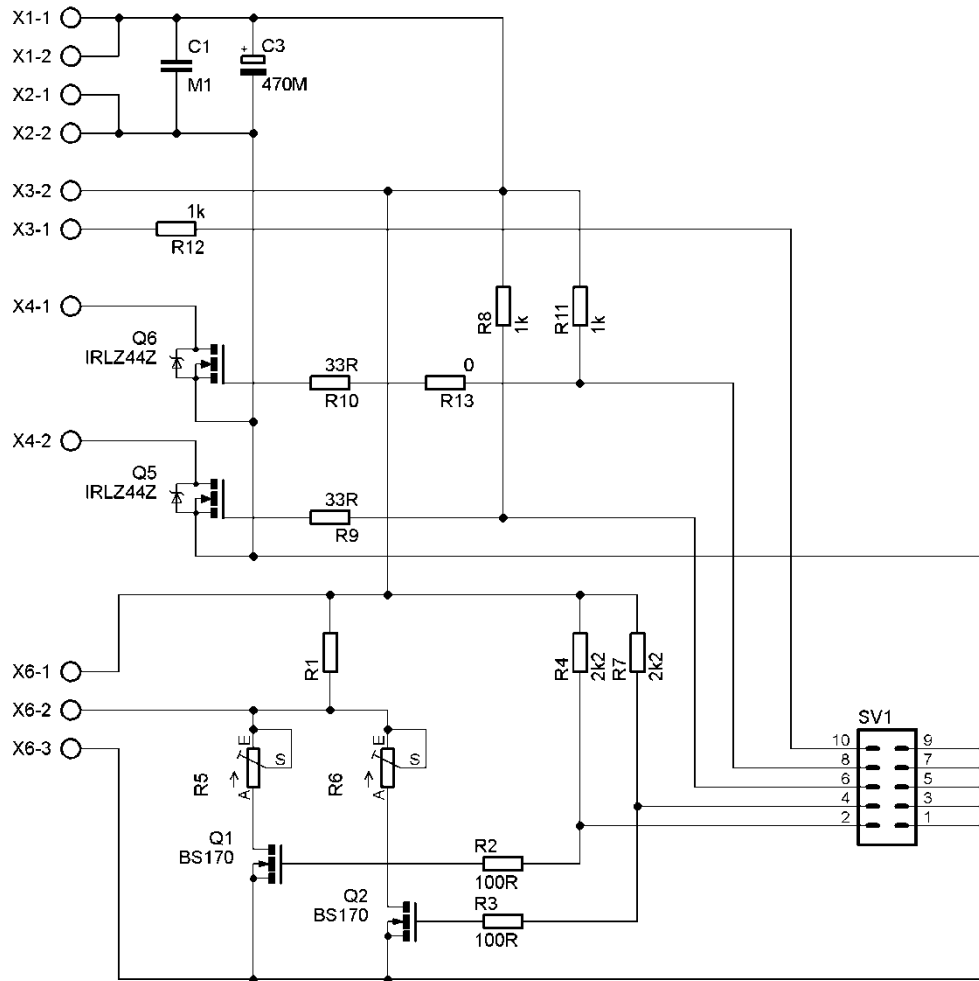 X1-1
X1-2
C1
M1
+
C3
470M
X2-1
X2-2
X3-2
X3-1
1k
R12
X4-1
Q6
IRLZ44Z
33R
R10
0
R13
R8
1k
R11
1k
X4-2
Q5
IRLZ44Z
33R
R9
X6-1
R1
R4
2k2
R7
2k2
X6-2
X6-3
E
S
A
R5
E
S
A
R6
SV1
10
9
8
7
6
5
4
3
2
1
Q1
BS170
R2
100R
Q2
BS170
R3
100R